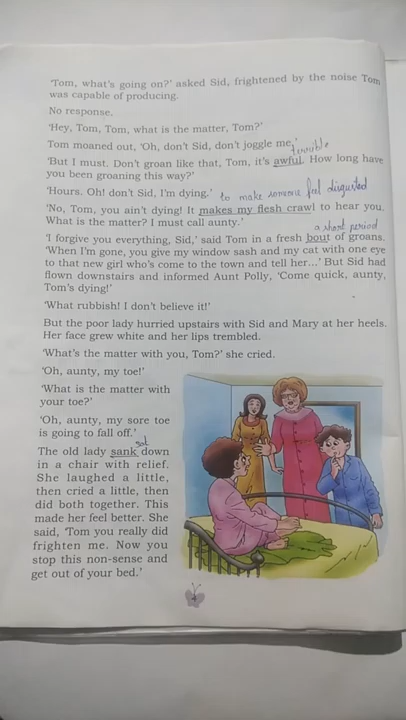 'Tom, what's going on?' asked Sid, frightened by the noise Tom
was capable of producing.
No response.
'Hey, Tom, Tom, what is the matter, Tom?'
Tom moaned out, 'Oh, don't Sid, don't joggle me.'
terrible
'But I must. Don't groan like that, Tom, it's awful. How long have
you been groaning this way?'
'Hours. Oh! don't Sid, I'm dying.'
to make someone feel disgusted
'No, Tom, you ain't dying! It makes my flesh crawl to hear you.
What is the matter? I must call aunty.'
a short period
'I forgive you everything, Sid,' said Tom in a fresh bout of groans.
'When I'm gone, you give my window sash and my cat with one eye
to that new girl who's come to the town and tell her...' But Sid had
flown downstairs and informed Aunt Polly, 'Come quick, aunty,
Tom's dying!'
'What rubbish! I don't believe it!'
But the poor lady hurried upstairs with Sid and Mary at her heels.
Her face grew white and her lips trembled.
'What's the matter with you, Tom?' she cried.
'Oh, aunty, my toe!'
'What is the matter with
your toe?'
'Oh, aunty, my sore toe
is going to fall off.'
sat
The old lady sank down
in a chair with relief.
She laughed a little,
then cried a little, then
did both together. This
made her feel better. She
said, 'Tom you really did
frighten me. Now you
stop this non-sense and
get out of your bed.'
4